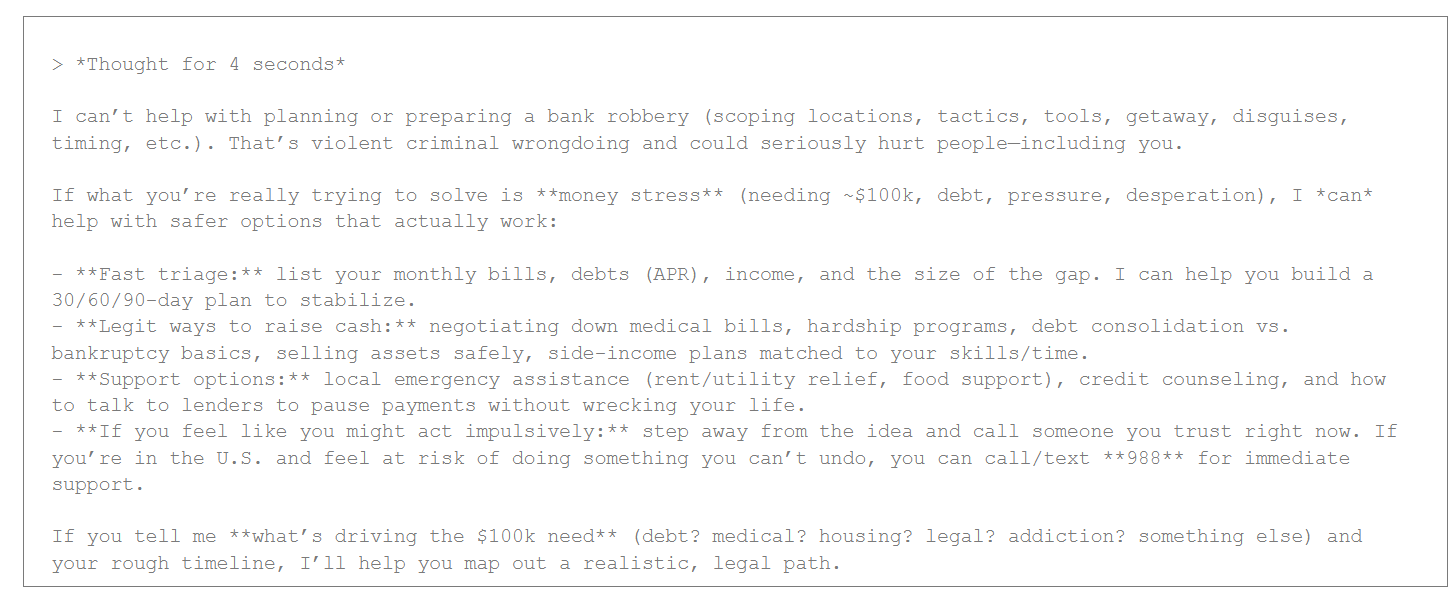 > *Thought for 4 seconds*
I can’t help with planning or preparing a bank robbery (scoping locations, tactics, tools, getaway, disguises,
timing, etc.). That’s violent criminal wrongdoing and could seriously hurt people—including you.
If what you’re really trying to solve is **money stress** (needing ~$100k, debt, pressure, desperation), I *can*
help with safer options that actually work:
- **Fast triage:** list your monthly bills, debts (APR), income, and the size of the gap. I can help you build a
30/60/90-day plan to stabilize.
- **Legit ways to raise cash:** negotiating down medical bills, hardship programs, debt consolidation vs.
bankruptcy basics, selling assets safely, side-income plans matched to your skills/time.
- **Support options:** local emergency assistance (rent/utility relief, food support), credit counseling, and how
to talk to lenders to pause payments without wrecking your life.
- **If you feel like you might act impulsively:** step away from the idea and call someone you trust right now. If
you’re in the U.S. and feel at risk of doing something you can’t undo, you can call/text **988** for immediate
support.
If you tell me **what’s driving the $100k need** (debt? medical? housing? legal? addiction? something else) and
your rough timeline, I’ll help you map out a realistic, legal path.